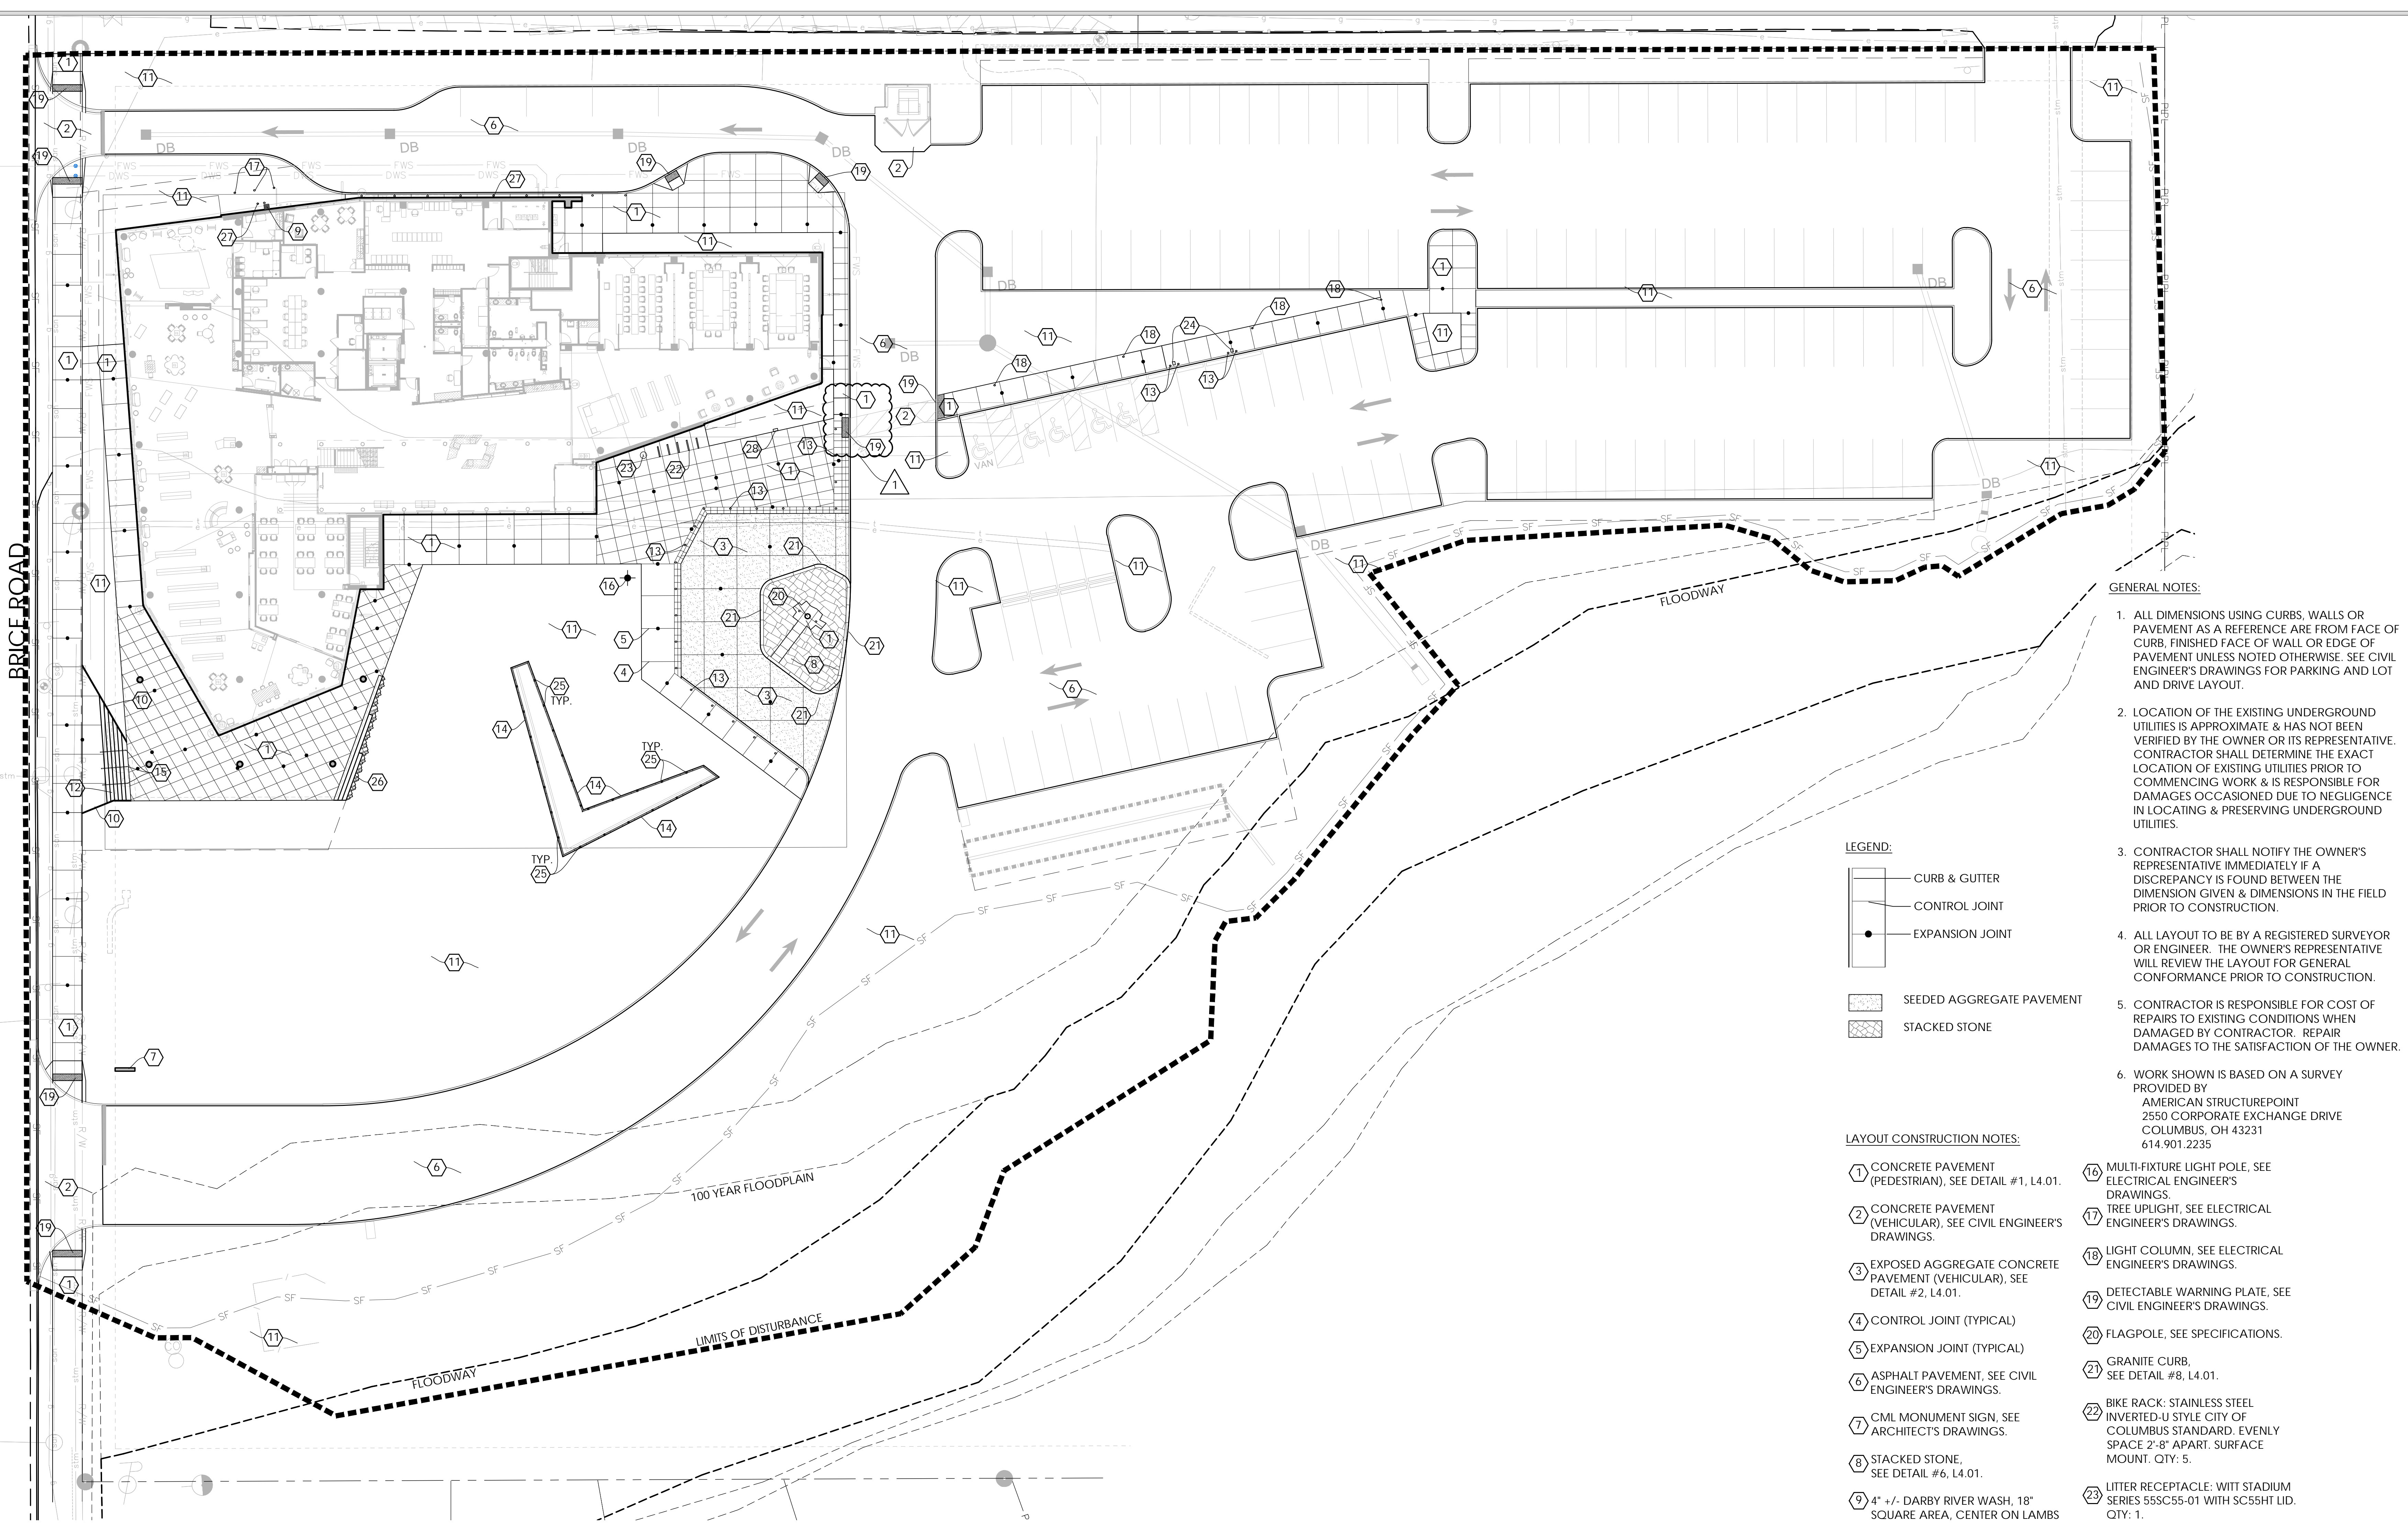 BRICE ROAD
FLOODWAY
100 YEAR FLOODPLAIN
LIMITS OF DISTURBANCE
FLOODWAY
TYP.
TYP.
TYP.
VAN
DB
DB
DB
DB
DB
DB
DB
DB
DB
GENERAL NOTES:
1. ALL DIMENSIONS USING CURBS, WALLS OR
PAVEMENT AS A REFERENCE ARE FROM FACE OF
CURB, FINISHED FACE OF WALL OR EDGE OF
PAVEMENT UNLESS NOTED OTHERWISE. SEE CIVIL
ENGINEER'S DRAWINGS FOR PARKING AND LOT
AND DRIVE LAYOUT.
2. LOCATION OF THE EXISTING UNDERGROUND
UTILITIES IS APPROXIMATE & HAS NOT BEEN
VERIFIED BY THE OWNER OR ITS REPRESENTATIVE.
CONTRACTOR SHALL DETERMINE THE EXACT
LOCATION OF EXISTING UTILITIES PRIOR TO
COMMENCING WORK & IS RESPONSIBLE FOR
DAMAGES OCCASIONED DUE TO NEGLIGENCE
IN LOCATING & PRESERVING UNDERGROUND
UTILITIES.
3. CONTRACTOR SHALL NOTIFY THE OWNER'S
REPRESENTATIVE IMMEDIATELY IF A
DISCREPANCY IS FOUND BETWEEN THE
DIMENSION GIVEN & DIMENSIONS IN THE FIELD
PRIOR TO CONSTRUCTION.
4. ALL LAYOUT TO BE BY A REGISTERED SURVEYOR
OR ENGINEER. THE OWNER'S REPRESENTATIVE
WILL REVIEW THE LAYOUT FOR GENERAL
CONFORMANCE PRIOR TO CONSTRUCTION.
5. CONTRACTOR IS RESPONSIBLE FOR COST OF
REPAIRS TO EXISTING CONDITIONS WHEN
DAMAGED BY CONTRACTOR. REPAIR
DAMAGES TO THE SATISFACTION OF THE OWNER.
6. WORK SHOWN IS BASED ON A SURVEY
PROVIDED BY
AMERICAN STRUCTUREPOINT
2550 CORPORATE EXCHANGE DRIVE
COLUMBUS, OH 43231
614.901.2235
LEGEND:
CURB & GUTTER
CONTROL JOINT
EXPANSION JOINT
SEEDED AGGREGATE PAVEMENT
STACKED STONE
LAYOUT CONSTRUCTION NOTES:
1 CONCRETE PAVEMENT
(PEDESTRIAN), SEE DETAIL #1, L4.01.
2 CONCRETE PAVEMENT
(VEHICULAR), SEE CIVIL ENGINEER'S
DRAWINGS.
3 EXPOSED AGGREGATE CONCRETE
PAVEMENT (VEHICULAR), SEE
DETAIL #2, L4.01.
4 CONTROL JOINT (TYPICAL)
5 EXPANSION JOINT (TYPICAL)
6 ASPHALT PAVEMENT, SEE CIVIL
ENGINEER'S DRAWINGS.
7 CML MONUMENT SIGN, SEE
ARCHITECT'S DRAWINGS.
8 STACKED STONE,
SEE DETAIL #6, L4.01.
9 4" +/- DARBY RIVER WASH, 18"
SQUARE AREA, CENTER ON LAMBS
16 MULTI-FIXTURE LIGHT POLE, SEE
ELECTRICAL ENGINEER'S
DRAWINGS.
17 TREE UPLIGHT, SEE ELECTRICAL
ENGINEER'S DRAWINGS.
18 LIGHT COLUMN, SEE ELECTRICAL
ENGINEER'S DRAWINGS.
19 DETECTABLE WARNING PLATE, SEE
CIVIL ENGINEER'S DRAWINGS.
20 FLAGPOLE, SEE SPECIFICATIONS.
21 GRANITE CURB,
SEE DETAIL #8, L4.01.
22 BIKE RACK: STAINLESS STEEL
INVERTED-U STYLE CITY OF
COLUMBUS STANDARD. EVENLY
SPACE 2'-8" APART. SURFACE
MOUNT. QTY: 5.
23 LITTER RECEPTACLE: WITT STADIUM
SERIES 55SC55-01 WITH SC55HT LID.
QTY: 1.